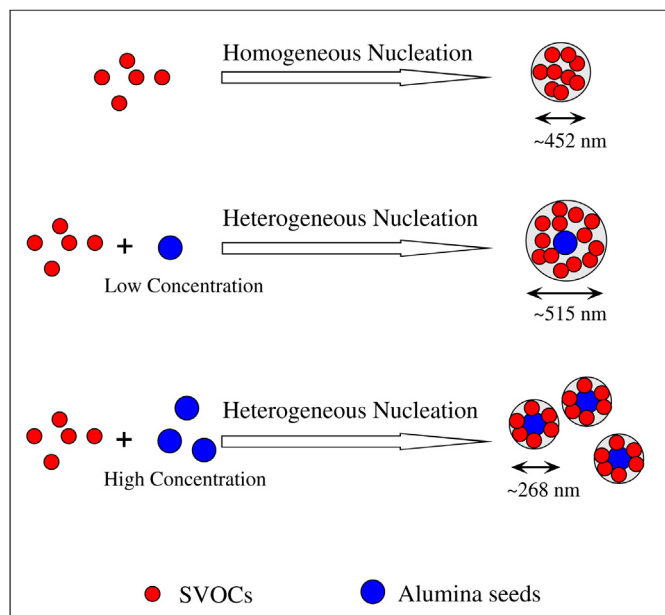 Homogeneous Nucleation
~452 nm
+
Heterogeneous Nucleation
Low Concentration
~515 nm
+
Heterogeneous Nucleation
High Concentration
~268 nm
SVOCs
Alumina seeds